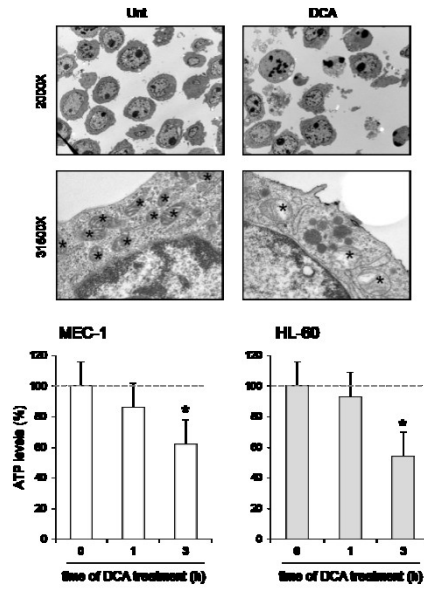 Unt DCA
2000X
31500X
* * * * * * * * *
* * *
MEC-1 HL-60
ATP levels (%)
120 120
100 100
80 80
60 60
40 40
20 20
0 0
* *
0 1 3 0 1 3
time of DCA treatment (h) time of DCA treatment (h)